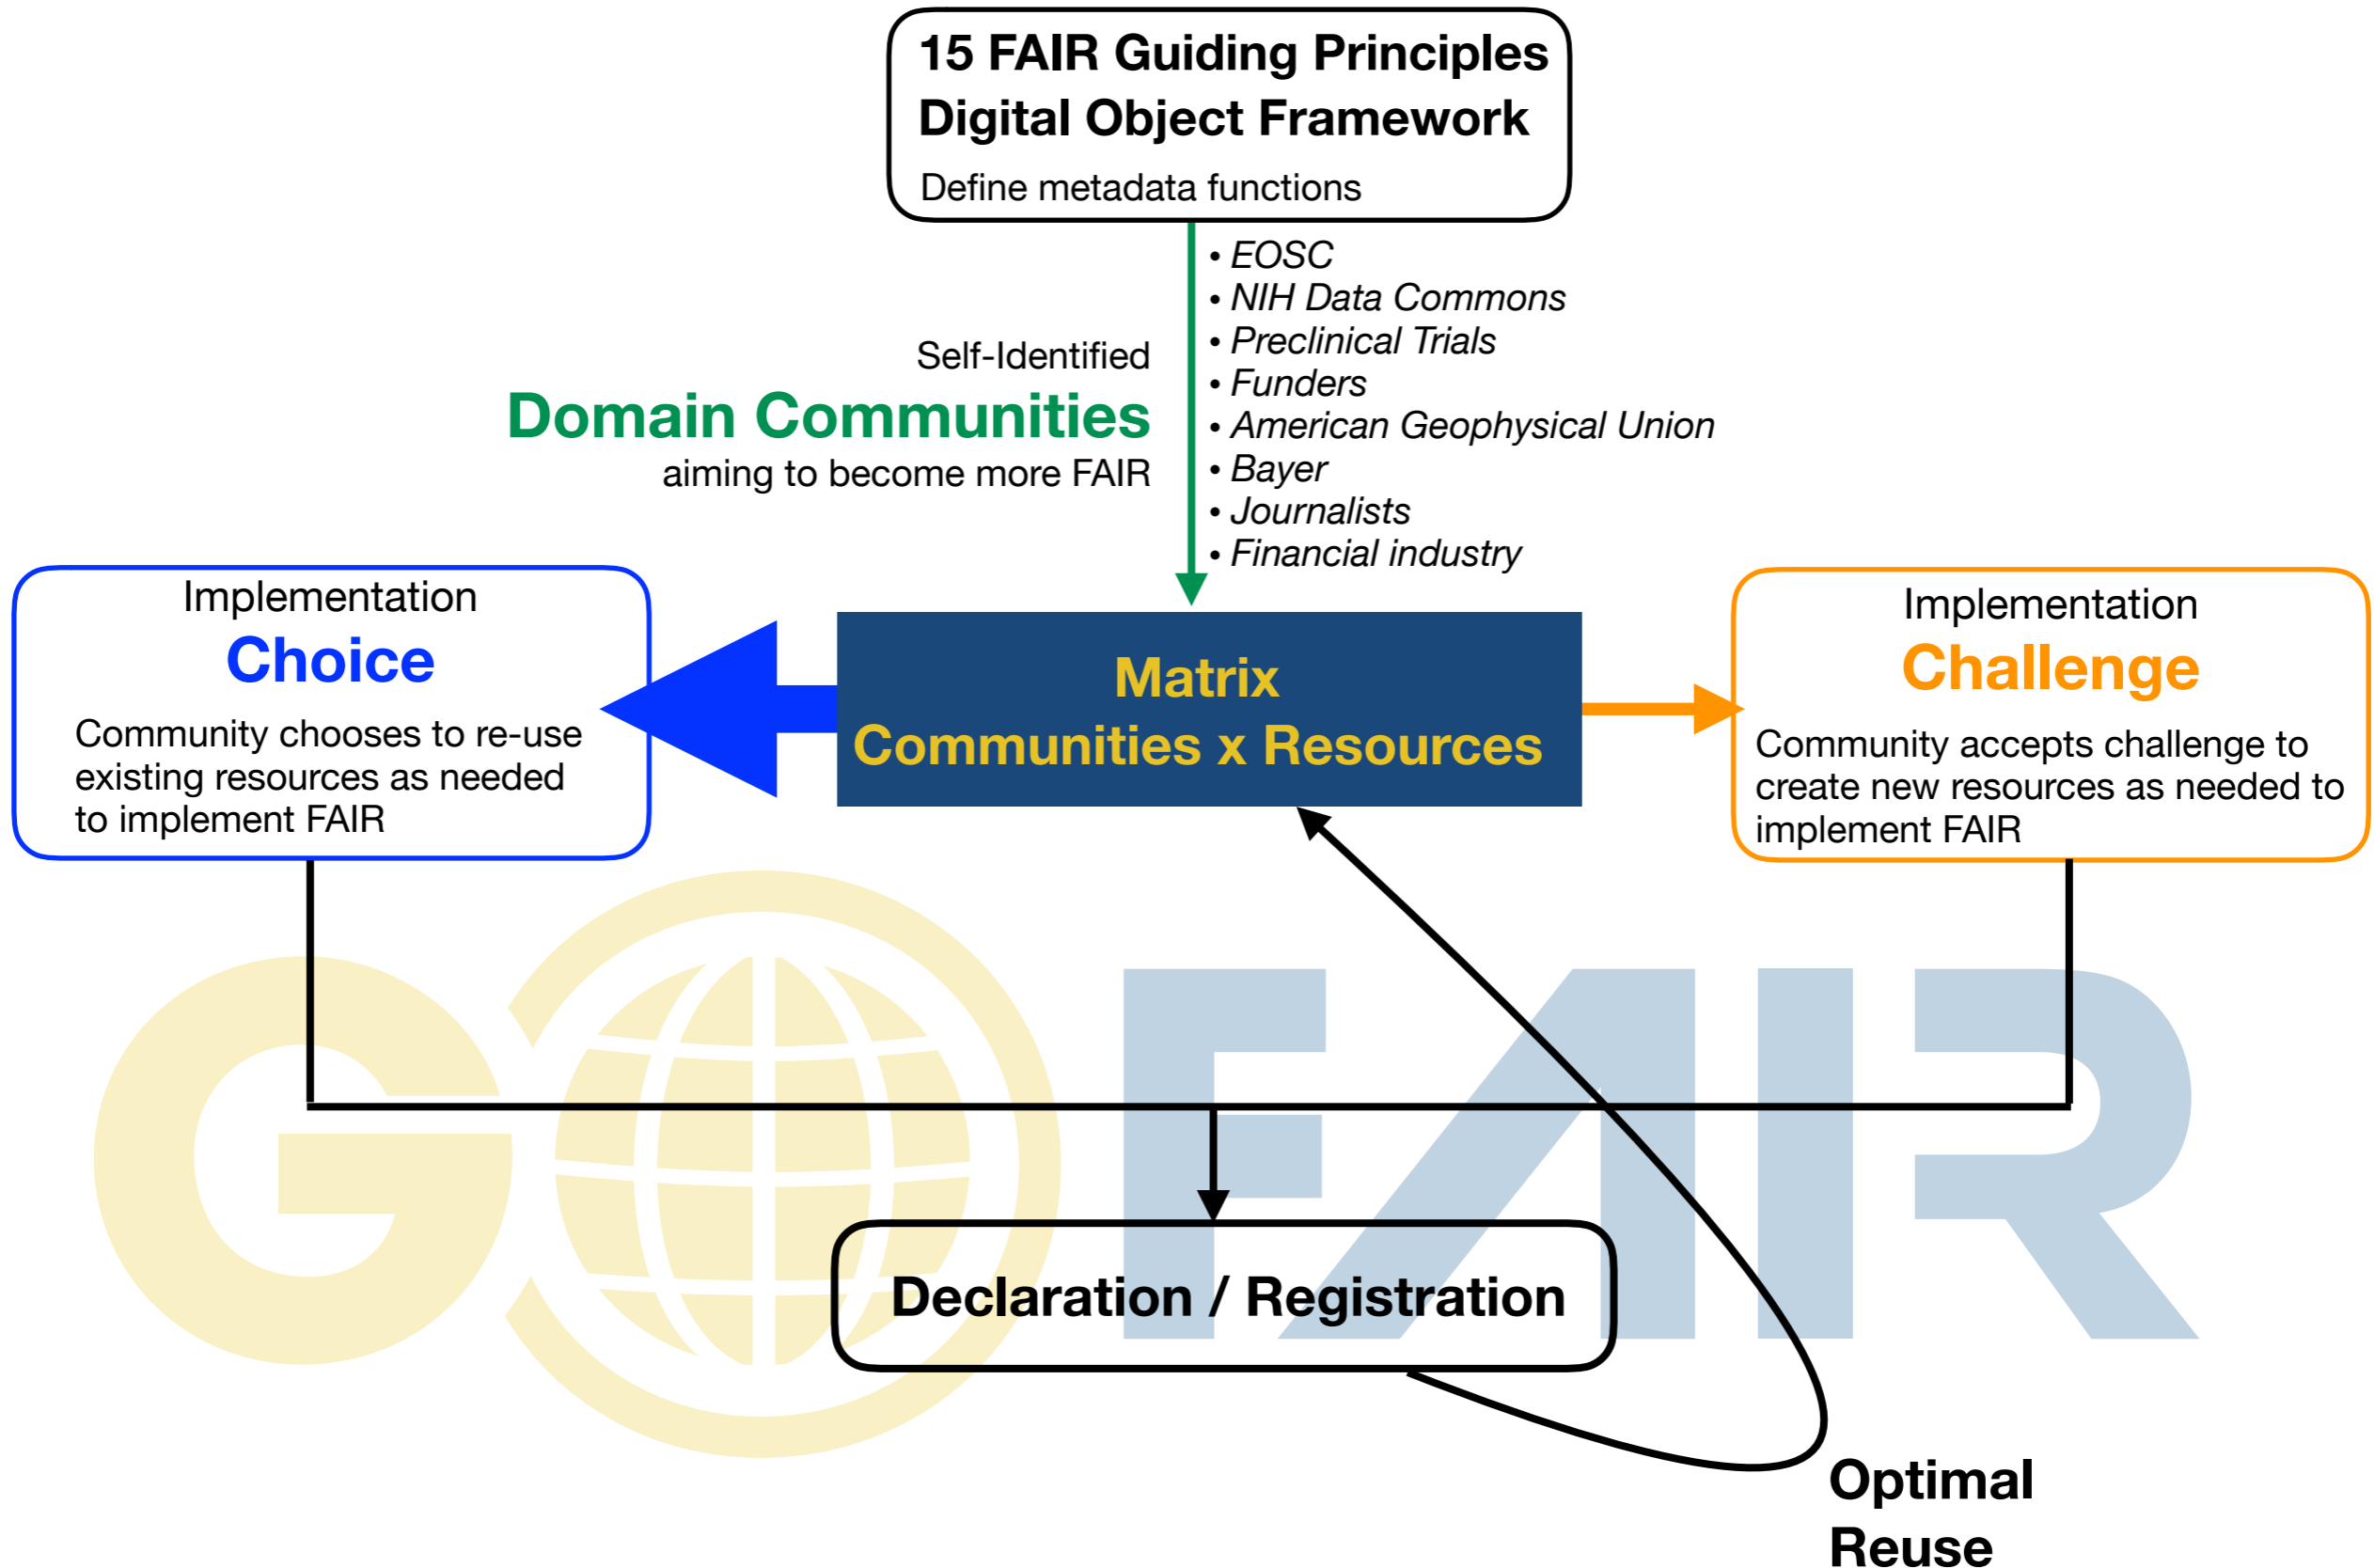 15 FAIR Guiding Principles
Digital Object Framework
Define metadata functions
• EOSC
• NIH Data Commons
• Preclinical Trials
• Funders
• American Geophysical Union
• Bayer
• Journalists
• Financial industry
Self-Identified
Domain Communities
aiming to become more FAIR
Implementation
Choice
Community chooses to re-use
existing resources as needed
to implement FAIR
Matrix
Communities x Resources
Implementation
Challenge
Community accepts challenge to
create new resources as needed to
implement FAIR
GO FAIR
Declaration / Registration
Optimal
Reuse